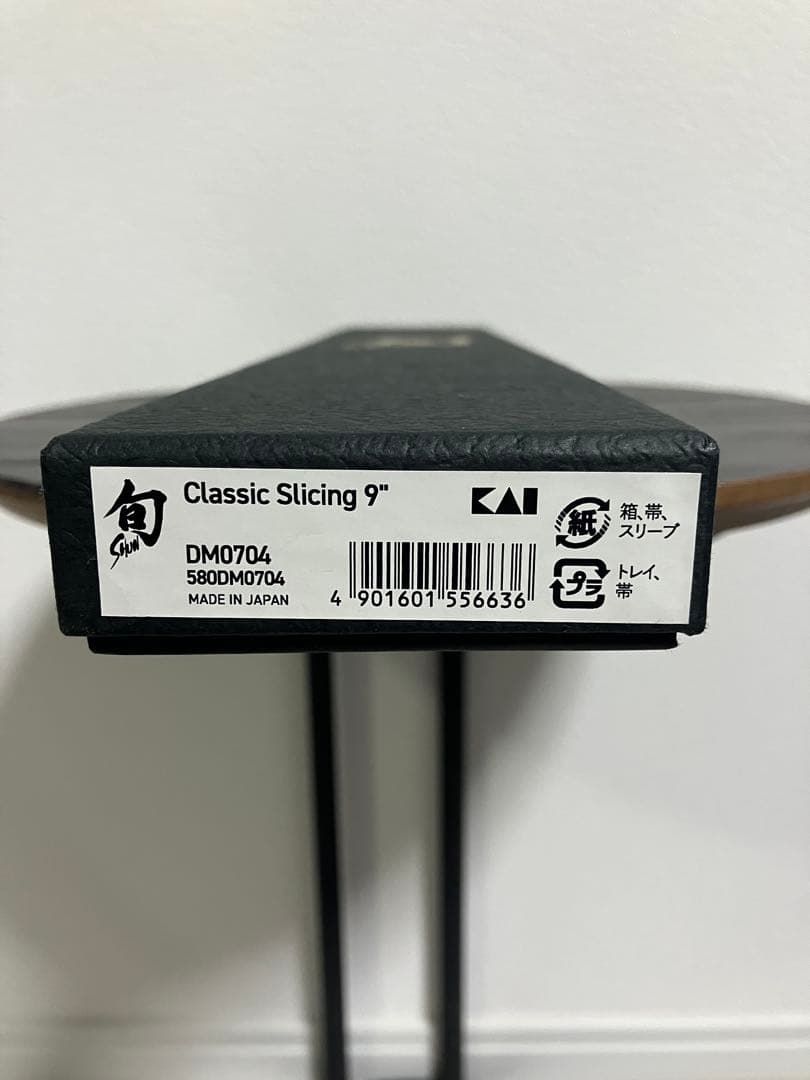 旬
SHUN
Classic Slicing 9"
KAI
DM0704
580DM0704
MADE IN JAPAN
4 901601 556636
紙
箱、帯、
スリーブ
プラ
トレイ、
帯